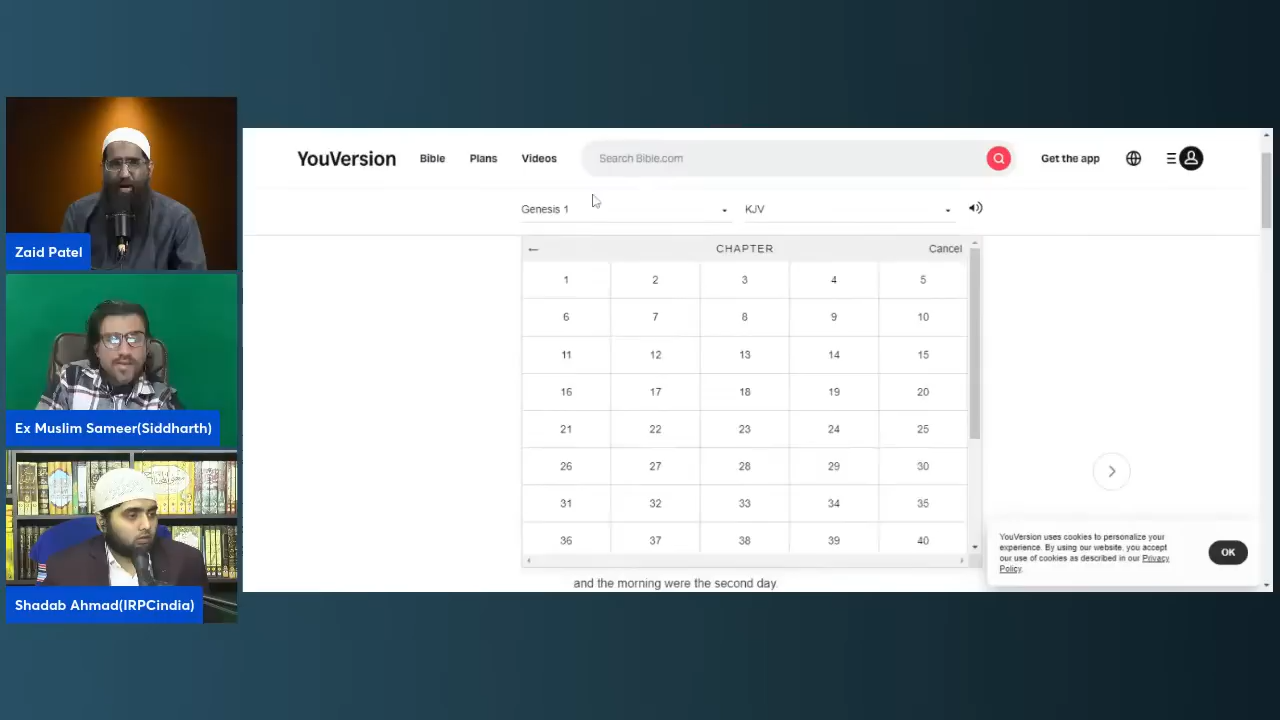 Zaid Patel
Ex Muslim Sameer(Siddharth)
Shadab Ahmad(IRPCindia)
YouVersion Bible Plans Videos Search Bible.com Get the app
Genesis 1 KJV
← CHAPTER Cancel
1 2 3 4 5
6 7 8 9 10
11 12 13 14 15
16 17 18 19 20
21 22 23 24 25
26 27 28 29 30
31 32 33 34 35
36 37 38 39 40
and the morning were the second day.
YouVersion uses cookies to personalize your
experience. By using our website, you accept
our use of cookies as described in our Privacy
Policy.
OK